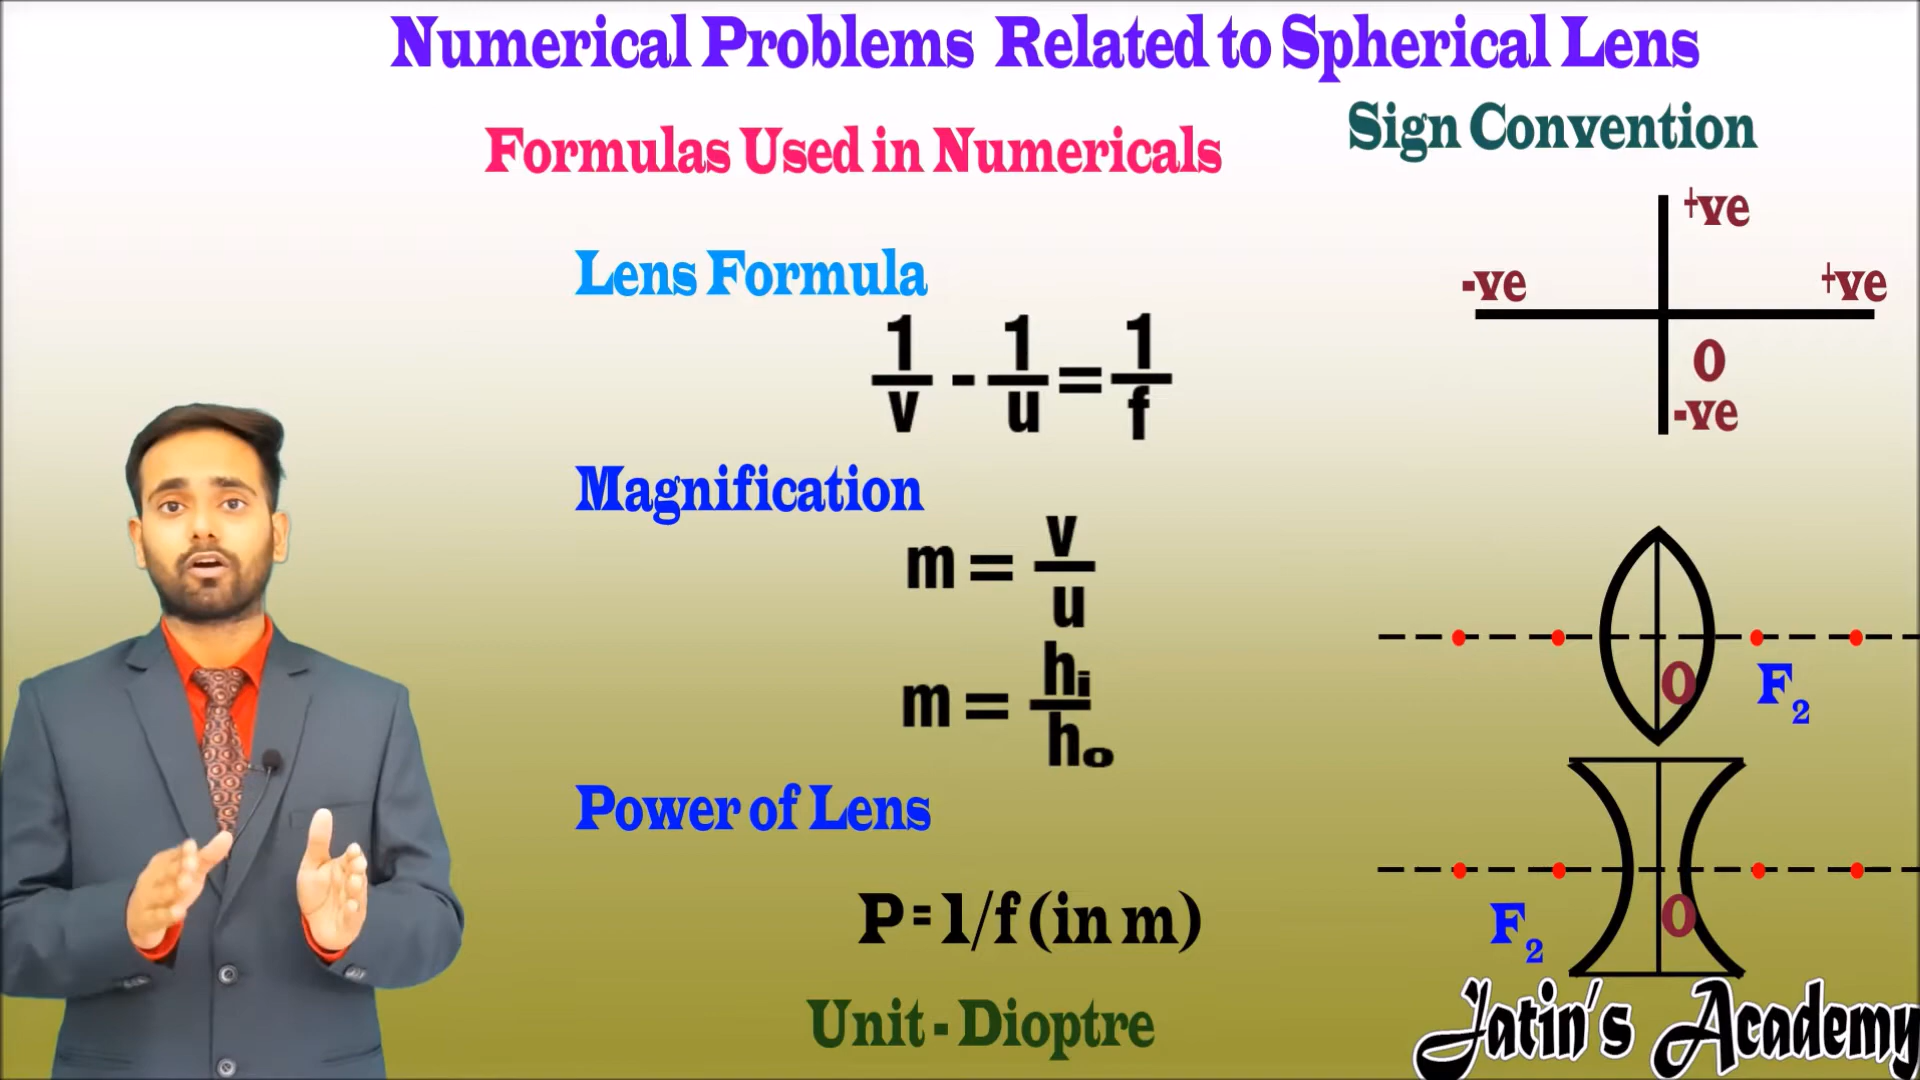 Numerical Problems Related to Spherical Lens
Formulas Used in Numericals
Sign Convention
+ve
-ve
+ve
O
-ve
Lens Formula
1/v - 1/u = 1/f
Magnification
m = v/u
m = hi/ho
Power of Lens
P = 1/f (in m)
Unit - Dioptre
O
F2
F2
O
Jatin's Academy